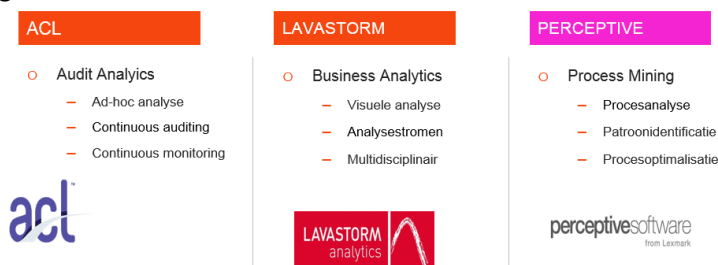 ACL
o Audit Analyics
– Ad-hoc analyse
– Continuous auditing
– Continuous monitoring
acl™
LAVASTORM
o Business Analytics
– Visuele analyse
– Analysestromen
– Multidisciplinair
LAVASTORM
analytics
PERCEPTIVE
o Process Mining
– Procesanalyse
– Patroonidentificatie
– Procesoptimalisatie
perceptivesoftware
from Lexmark